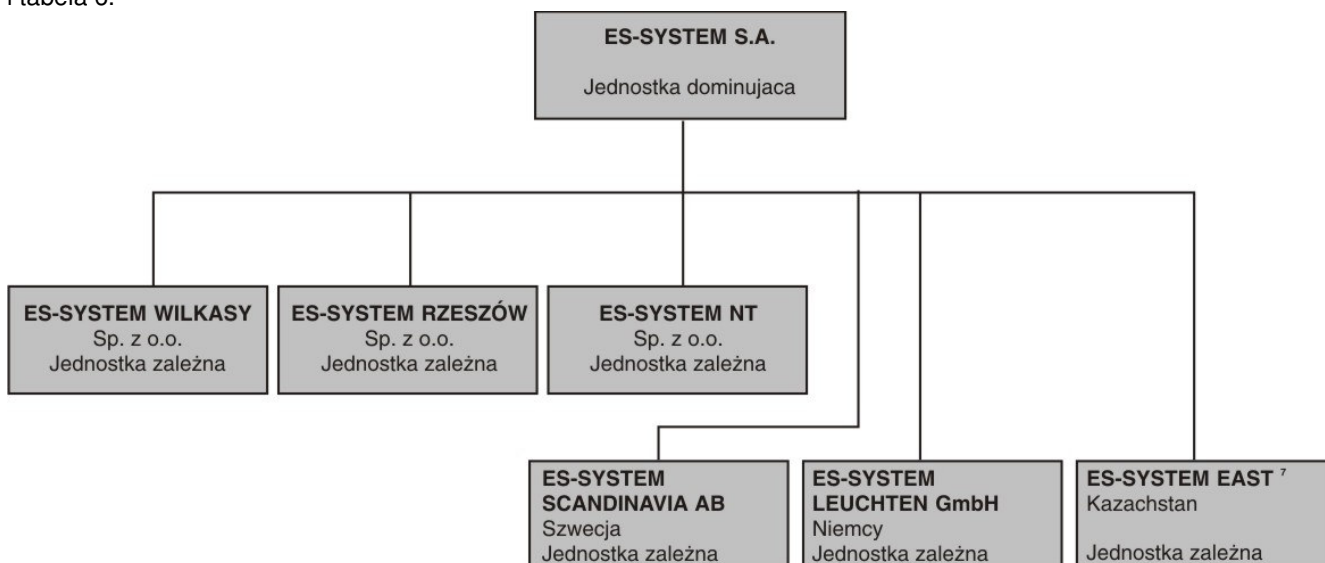 i tabela 6.
ES-SYSTEM S.A.
Jednostka dominujaca
ES-SYSTEM WILKASY
Sp. z o.o.
Jednostka zależna
ES-SYSTEM RZESZÓW
Sp. z o.o.
Jednostka zależna
ES-SYSTEM NT
Sp. z o.o.
Jednostka zależna
ES-SYSTEM
SCANDINAVIA AB
Szwecja
Jednostka zależna
ES-SYSTEM
LEUCHTEN GmbH
Niemcy
Jednostka zależna
ES-SYSTEM EAST ⁷
Kazachstan
Jednostka zależna